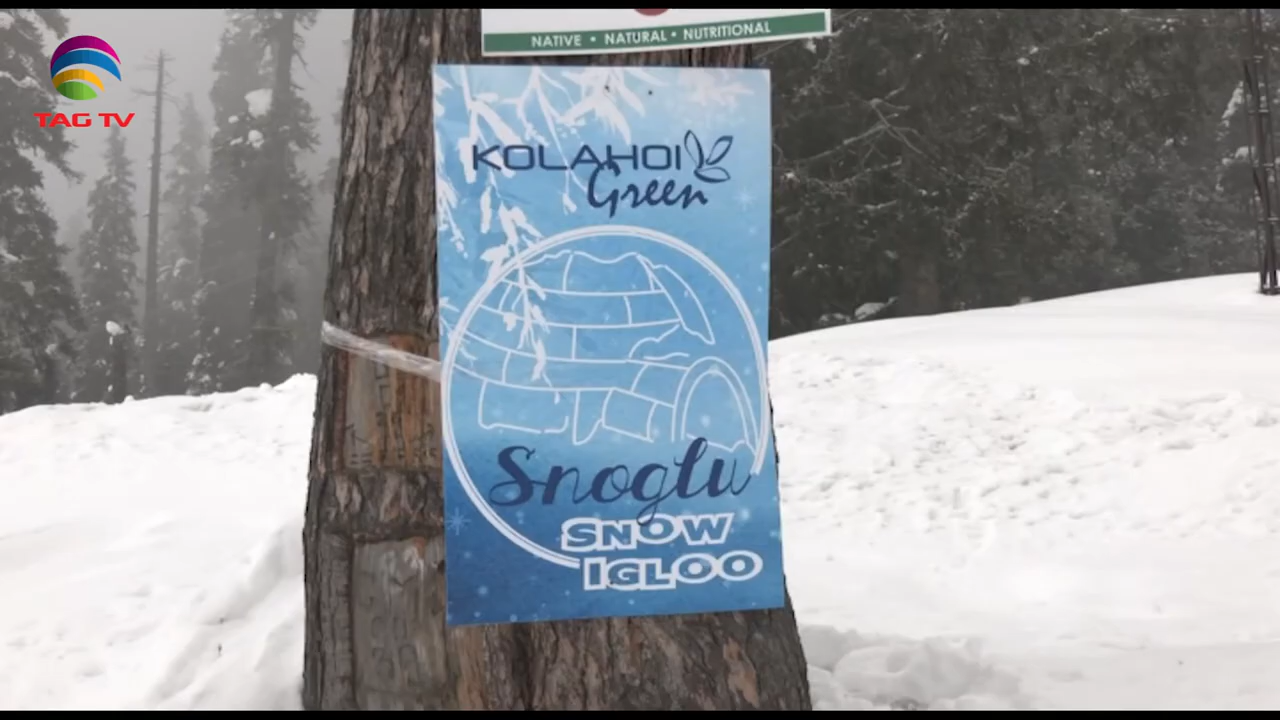 NATIVE • NATURAL • NUTRITIONAL
TAG TV
KOLAHOI
Green
Snoglu
SNOW
IGLOO